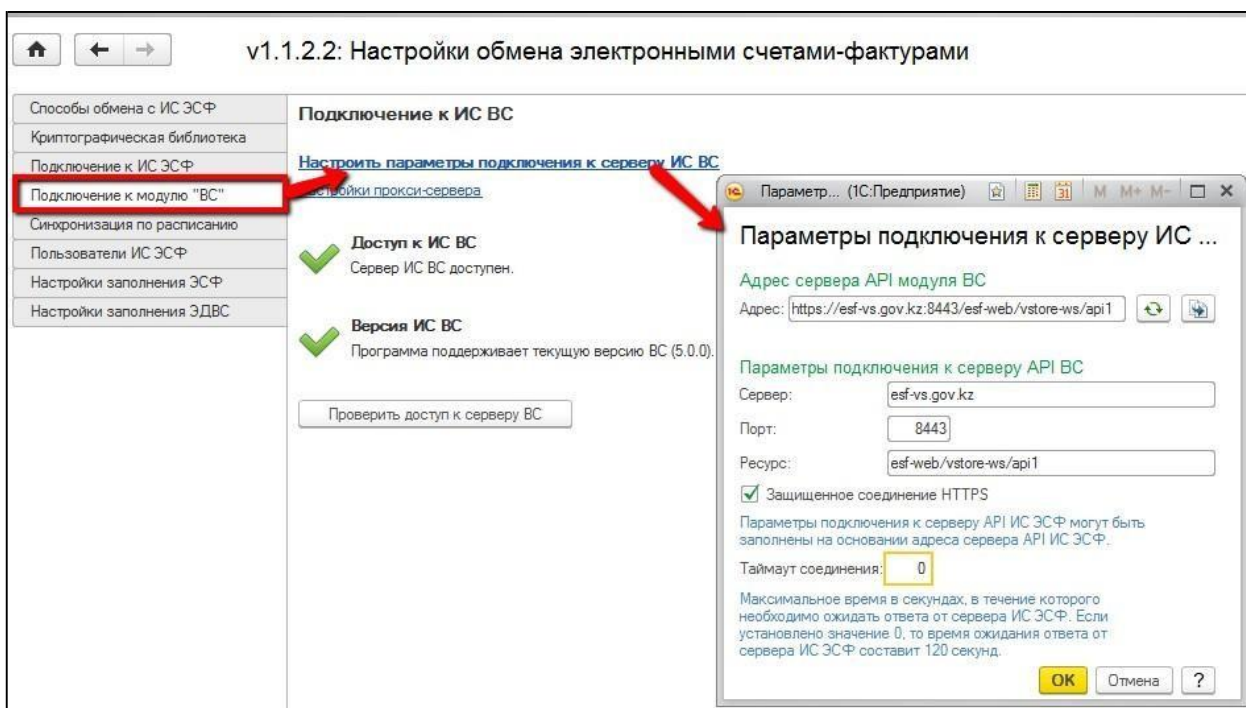 v1.1.2.2: Настройки обмена электронными счетами-фактурами
Способы обмена с ИС ЭСФ
Криптографическая библиотека
Подключение к ИС ЭСФ
Подключение к модулю "ВС"
Синхронизация по расписанию
Пользователи ИС ЭСФ
Настройки заполнения ЭСФ
Настройки заполнения ЭДВС
Подключение к ИС ВС
Настроить параметры подключения к серверу ИС ВС
прокси-сервера
Доступ к ИС ВС
Сервер ИС ВС доступен.
Версия ИС ВС
Программа поддерживает текущую версию ВС (5.0.0).
Проверить доступ к серверу ВС
Параметр... (1С:Предприятие)
31 M M+ M-
Параметры подключения к серверу ИС ...
Адрес сервера API модуля ВС
Адрес: https://esf-vs.gov.kz:8443/esf-web/vstore-ws/api1
Параметры подключения к серверу API ВС
Сервер: esf-vs.gov.kz
Порт: 8443
Ресурс: esf-web/vstore-ws/api1
Защищенное соединение HTTPS
Параметры подключения к серверу API ИС ЭСФ могут быть
заполнены на основании адреса сервера API ИС ЭСФ.
Таймаут соединения: 0
Максимальное время в секундах, в течение которого
необходимо ожидать ответа от сервера ИС ЭСФ. Если
установлено значение 0, то время ожидания ответа от
сервера ИС ЭСФ составит 120 секунд.
ОК Отмена ?